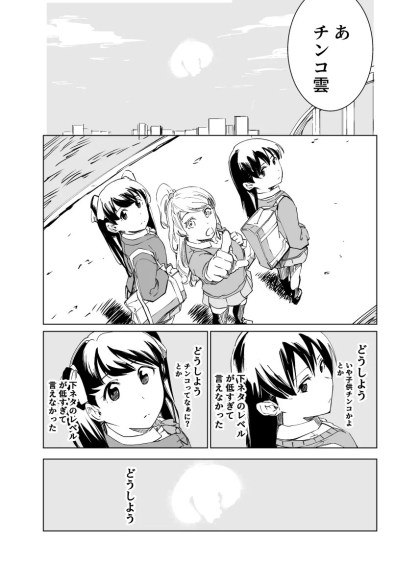 あ
チンコ雲
どうしよう
いや子供チンコかよ
とか
下ネタのレベル
が低すぎて
言えなかった
どうしよう
チンコってなぁに?
とか
下ネタのレベル
が低すぎて
言えなかった
どうしよう